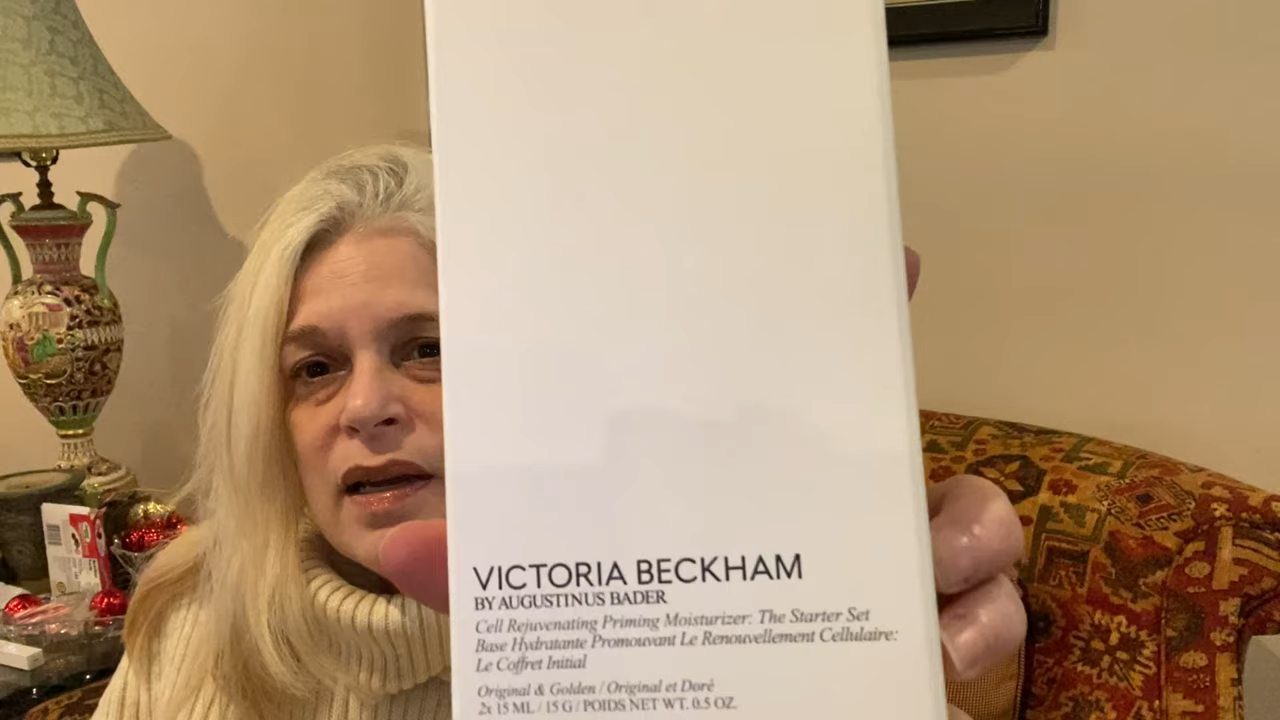 VICTORIA BECKHAM
BY AUGUSTINUS BADER
Cell Rejuvenating Priming Moisturizer: The Starter Set
Base Hydratante Promouvant Le Renouvellement Cellulaire:
Le Coffret Initial
Original & Golden / Original et Doré
2x 15 ML / 15 G / POIDS NET WT. 0.5 OZ.